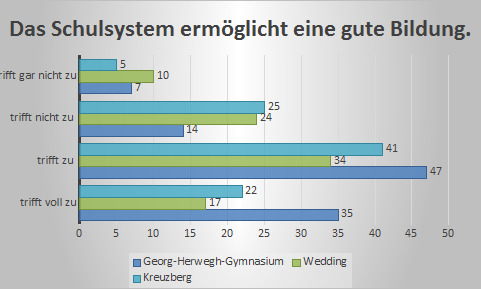 Das Schulsystem ermöglicht eine gute Bildung.
trifft gar nicht zu
5
10
7
trifft nicht zu
25
24
14
trifft zu
41
34
47
trifft voll zu
22
17
35
0 5 10 15 20 25 30 35 40 45 50
Georg-Herwegh-Gymnasium Wedding
Kreuzberg